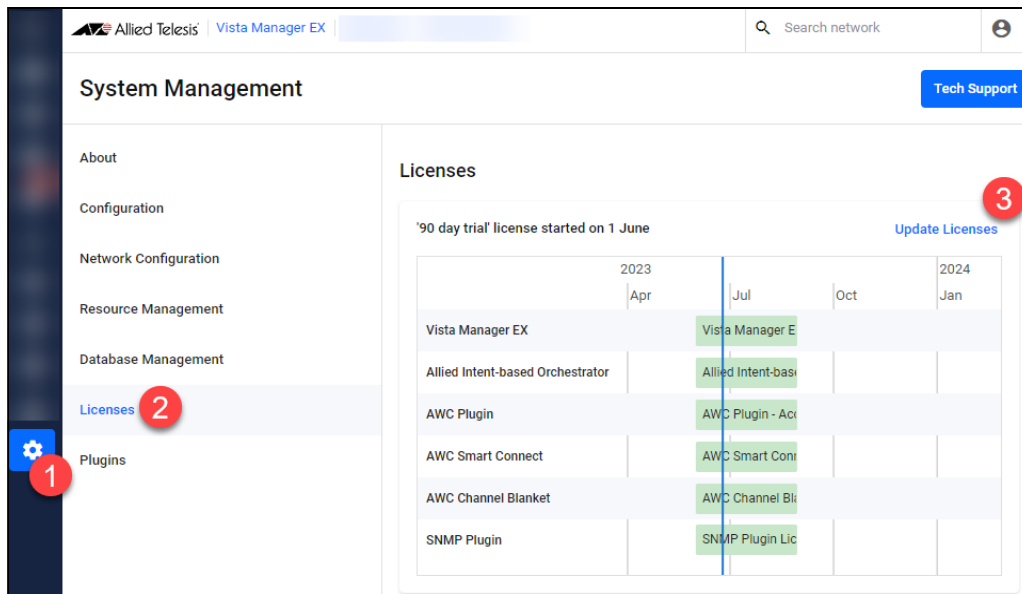 Allied Telesis Vista Manager EX Search network
System Management
Tech Support
About
Configuration
Network Configuration
Resource Management
Database Management
Licenses 2
1
Plugins
Licenses
3
'90 day trial' license started on 1 June Update Licenses
2023 2024
Apr Jul Oct Jan
Vista Manager EX Vista Manager E
Allied Intent-based Orchestrator Allied Intent-base
AWC Plugin AWC Plugin - Acc
AWC Smart Connect AWC Smart Conn
AWC Channel Blanket AWC Channel Bla
SNMP Plugin SNMP Plugin Lic